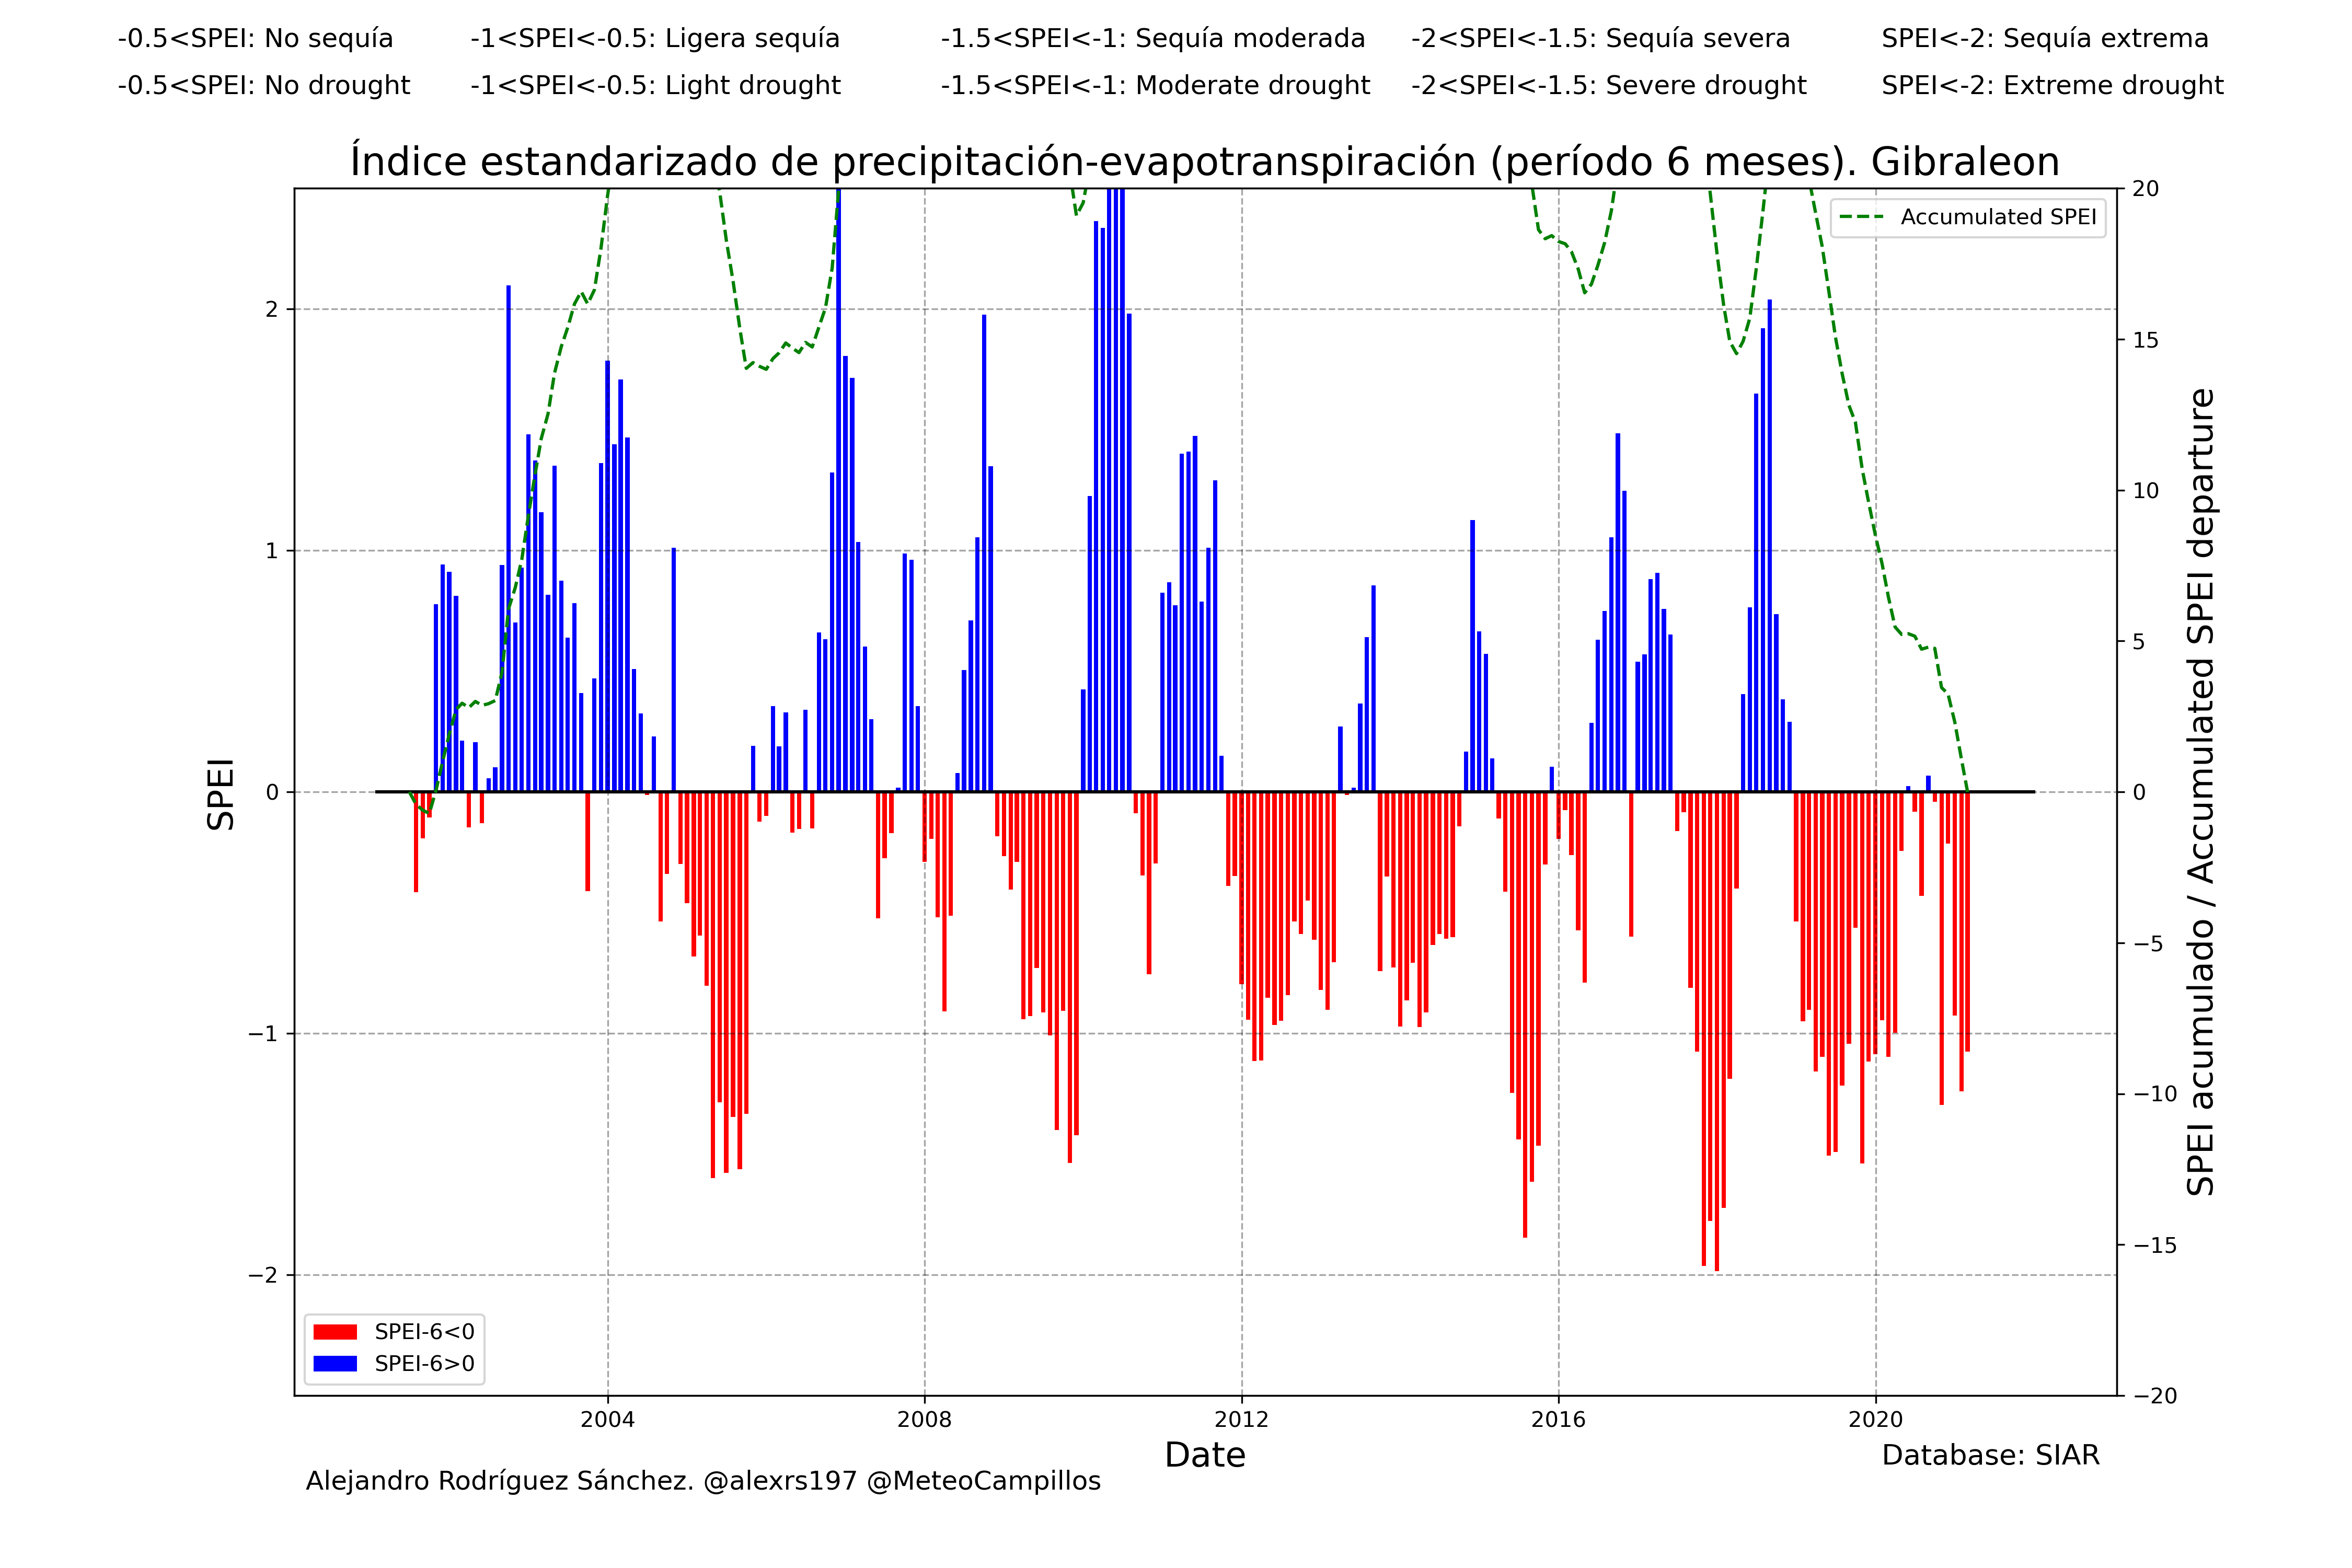 -0.5<SPEI: No sequía -1<SPEI<-0.5: Ligera sequía -1.5<SPEI<-1: Sequía moderada -2<SPEI<-1.5: Sequía severa SPEI<-2: Sequía extrema
-0.5<SPEI: No drought -1<SPEI<-0.5: Light drought -1.5<SPEI<-1: Moderate drought -2<SPEI<-1.5: Severe drought SPEI<-2: Extreme drought
Índice estandarizado de precipitación-evapotranspiración (período 6 meses). Gibraleon
Accumulated SPEI
SPEI
2
1
0
−1
−2
20
15
10
5
0
−5
−10
−15
−20
SPEI acumulado / Accumulated SPEI departure
SPEI-6<0
SPEI-6>0
2004 2008 2012 2016 2020
Date
Database: SIAR
Alejandro Rodríguez Sánchez. @alexrs197 @MeteoCampillos